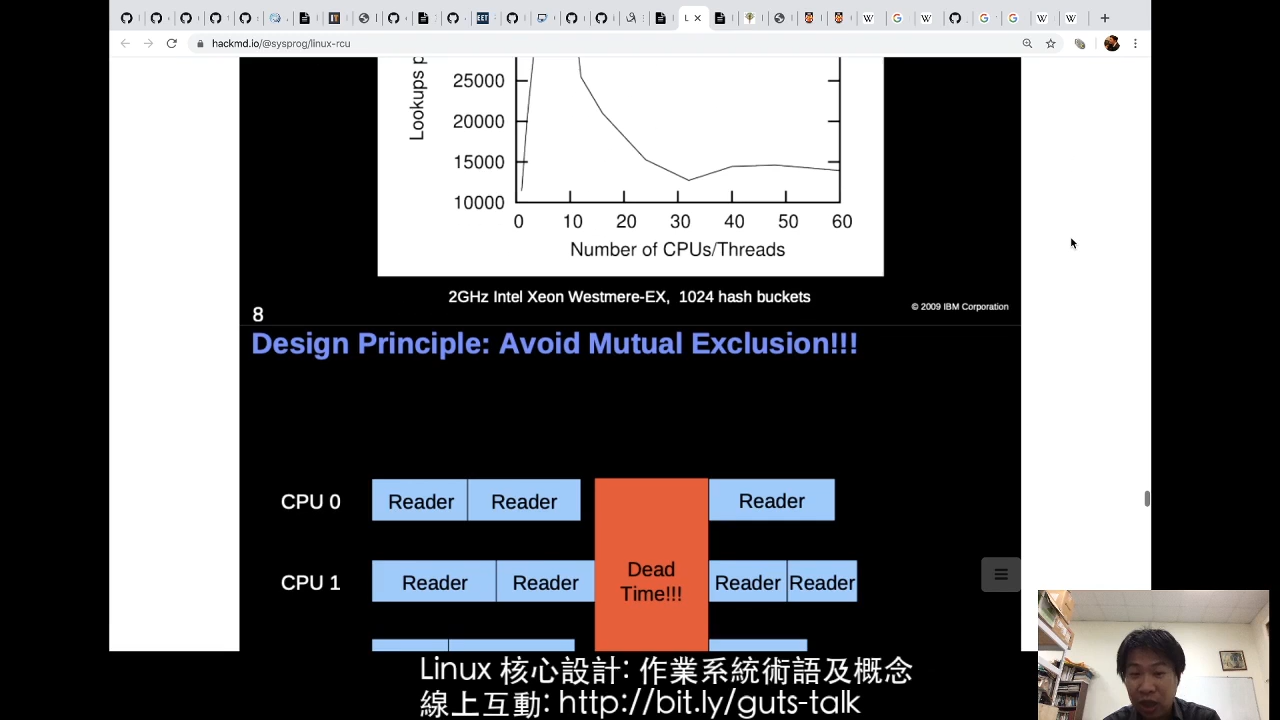 hackmd.io/@sysprog/linux-rcu
Lookups p
25000
20000
15000
10000
0 10 20 30 40 50 60
Number of CPUs/Threads
2GHz Intel Xeon Westmere-EX, 1024 hash buckets
© 2009 IBM Corporation
8
Design Principle: Avoid Mutual Exclusion!!!
CPU 0 Reader Reader Reader
Dead
Time!!!
CPU 1 Reader Reader Reader Reader
Linux 核心設計: 作業系統術語及概念
線上互動: http://bit.ly/guts-talk